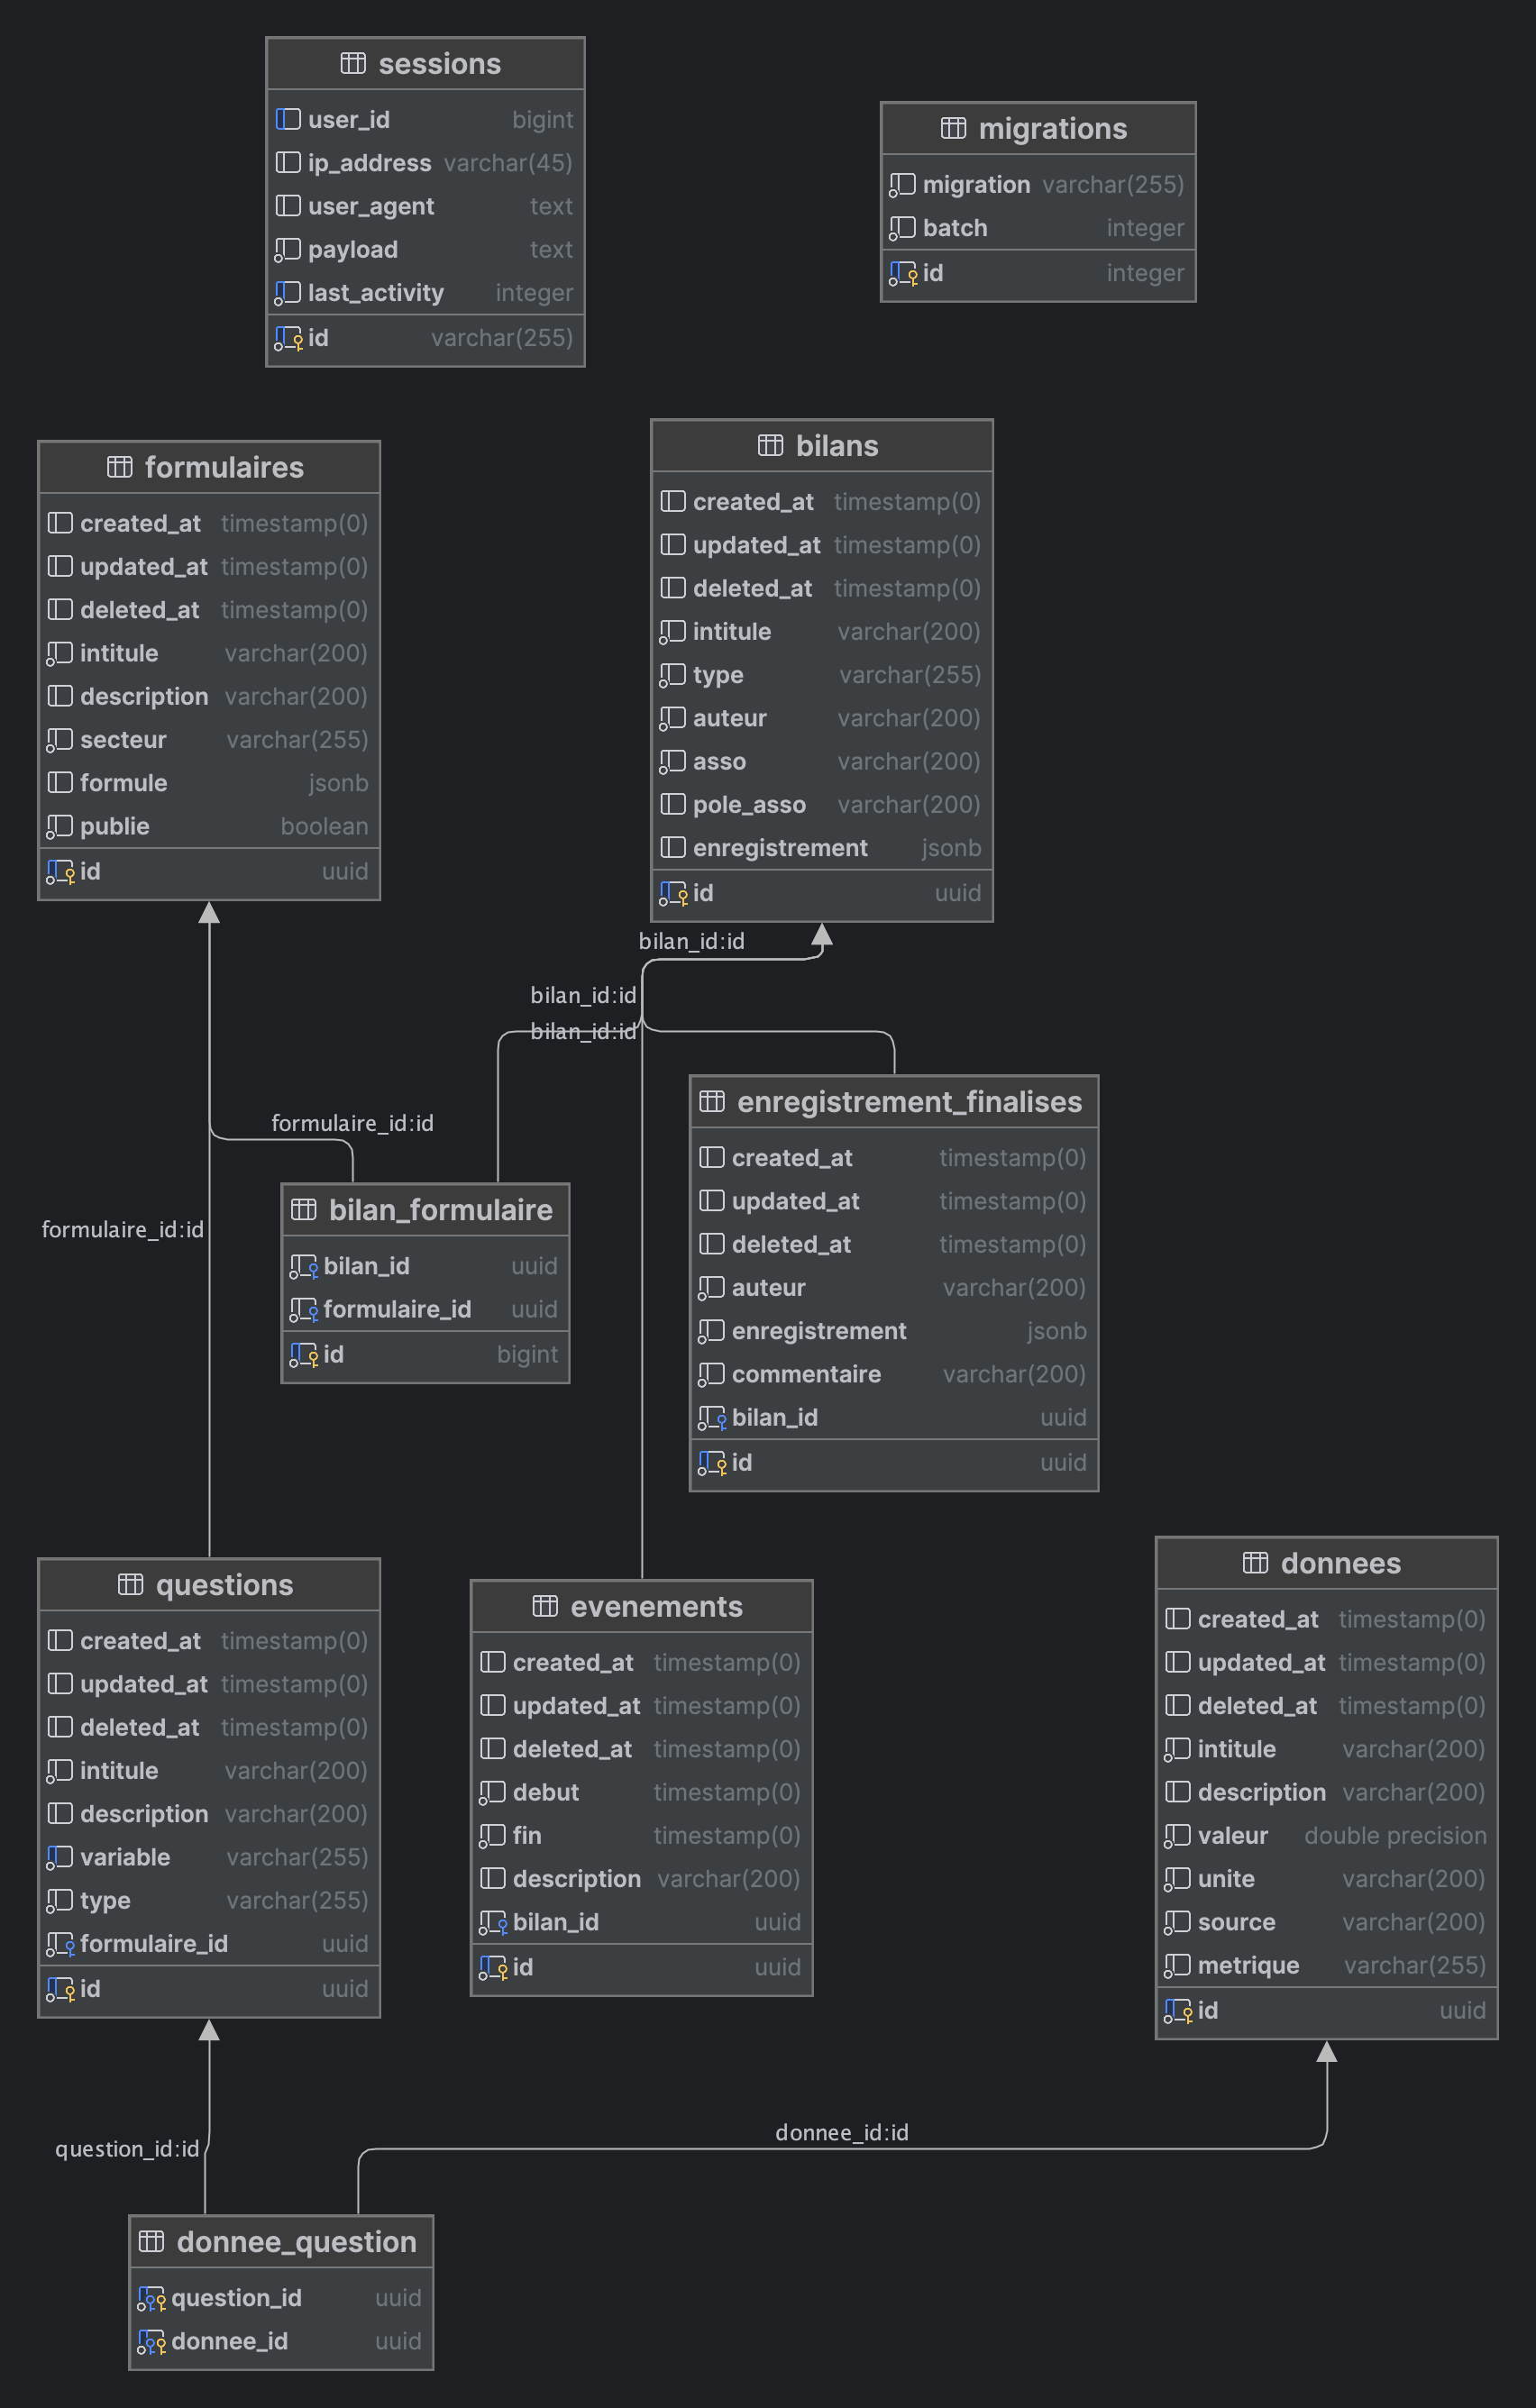 sessions
user_id bigint
ip_address varchar(45)
user_agent text
payload text
last_activity integer
id varchar(255)
migrations
migration varchar(255)
batch integer
id integer
formulaires
created_at timestamp(0)
updated_at timestamp(0)
deleted_at timestamp(0)
intitule varchar(200)
description varchar(200)
secteur varchar(255)
formule jsonb
publie boolean
id uuid
bilans
created_at timestamp(0)
updated_at timestamp(0)
deleted_at timestamp(0)
intitule varchar(200)
type varchar(255)
auteur varchar(200)
asso varchar(200)
pole_asso varchar(200)
enregistrement jsonb
id uuid
bilan_id:id
bilan_id:id
bilan_id:id
formulaire_id:id
formulaire_id:id
bilan_formulaire
bilan_id uuid
formulaire_id uuid
id bigint
enregistrement_finalises
created_at timestamp(0)
updated_at timestamp(0)
deleted_at timestamp(0)
auteur varchar(200)
enregistrement jsonb
commentaire varchar(200)
bilan_id uuid
id uuid
questions
created_at timestamp(0)
updated_at timestamp(0)
deleted_at timestamp(0)
intitule varchar(200)
description varchar(200)
variable varchar(255)
type varchar(255)
formulaire_id uuid
id uuid
evenements
created_at timestamp(0)
updated_at timestamp(0)
deleted_at timestamp(0)
debut timestamp(0)
fin timestamp(0)
description varchar(200)
bilan_id uuid
id uuid
donnees
created_at timestamp(0)
updated_at timestamp(0)
deleted_at timestamp(0)
intitule varchar(200)
description varchar(200)
valeur double precision
unite varchar(200)
source varchar(200)
metrique varchar(255)
id uuid
question_id:id
donnee_id:id
donnee_question
question_id uuid
donnee_id uuid